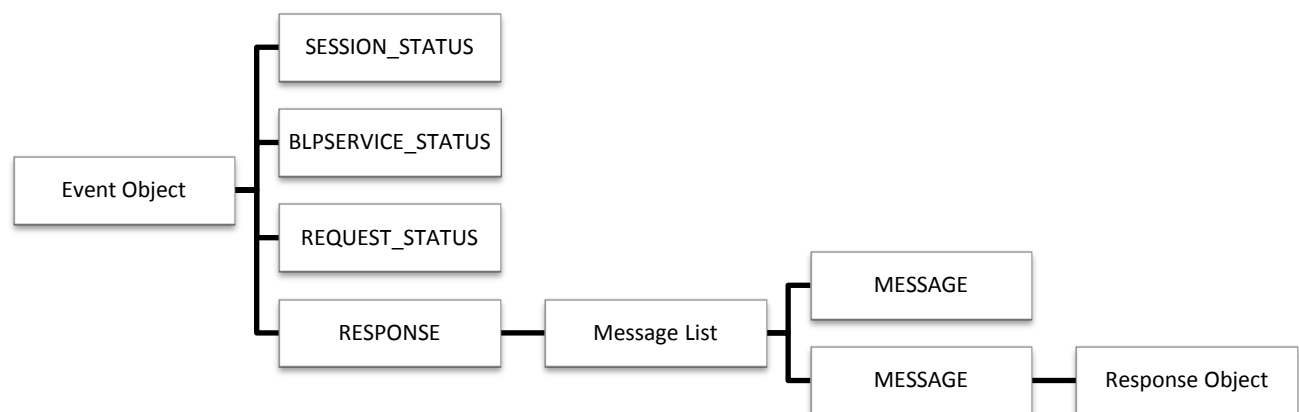 SESSION_STATUS
BLPSERVICE_STATUS
Event Object
REQUEST_STATUS
MESSAGE
RESPONSE
Message List
MESSAGE
Response Object